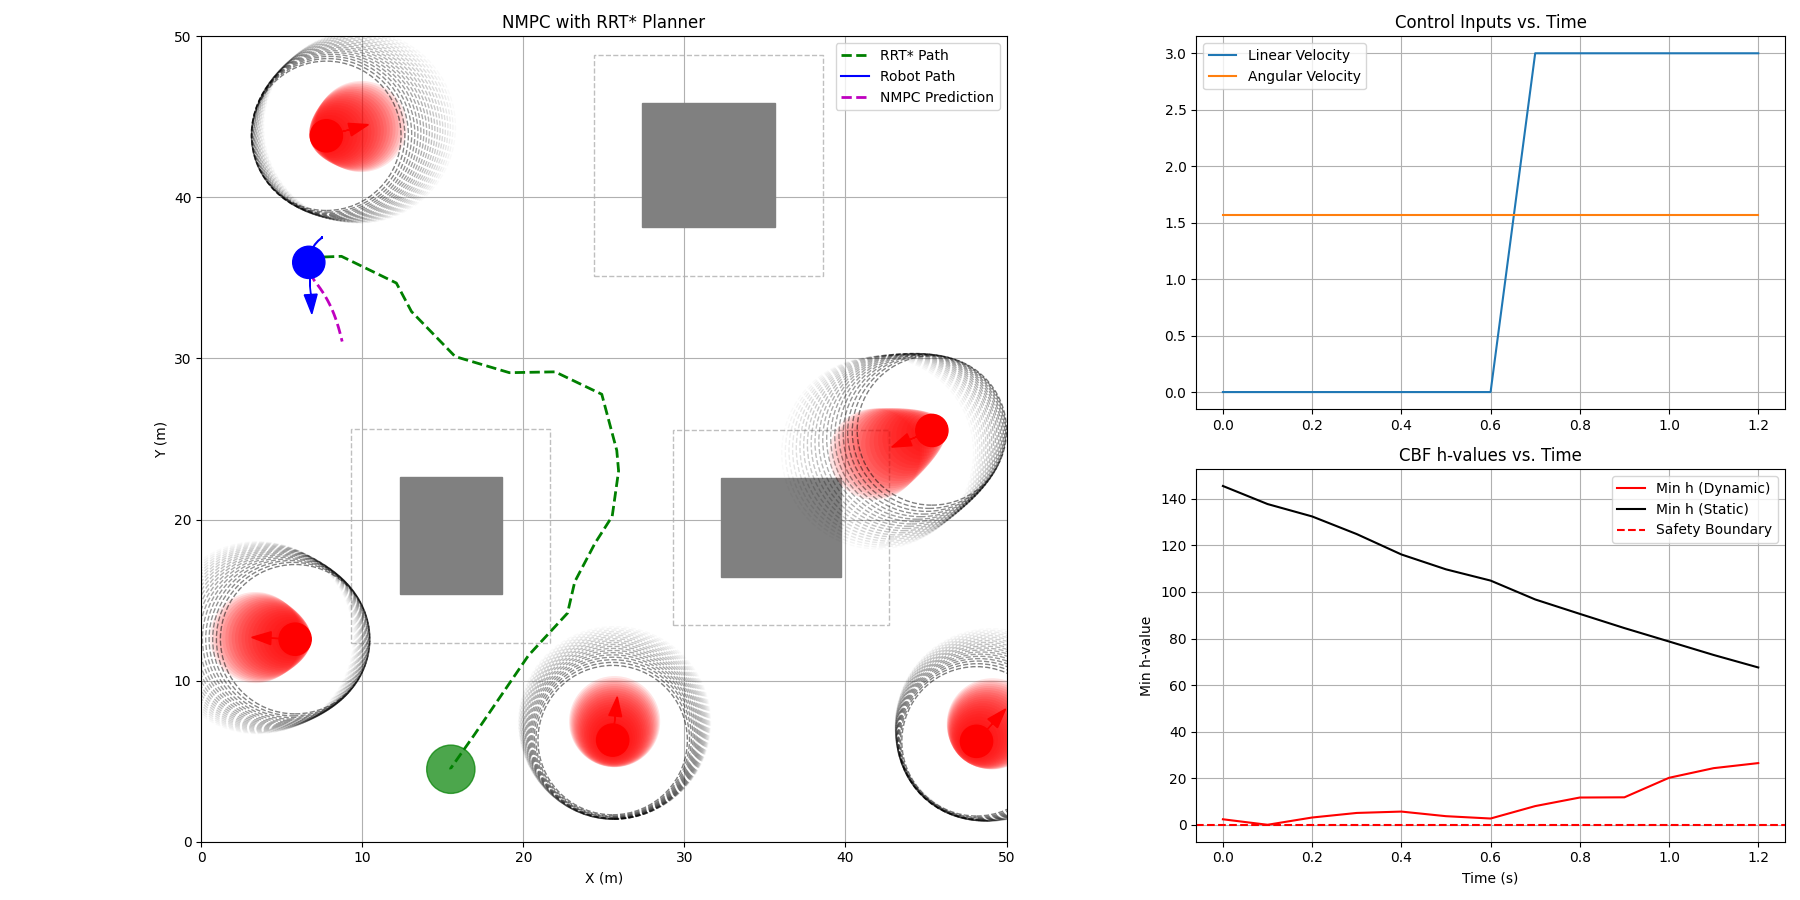 NMPC with RRT* Planner
RRT* Path
Robot Path
NMPC Prediction
50
40
30
20
10
0
Y (m)
0 10 20 30 40 50
X (m)
Control Inputs vs. Time
Linear Velocity
Angular Velocity
3.0
2.5
2.0
1.5
1.0
0.5
0.0
0.0 0.2 0.4 0.6 0.8 1.0 1.2
CBF h-values vs. Time
Min h (Dynamic)
Min h (Static)
Safety Boundary
140
120
100
80
60
40
20
0
Min h-value
0.0 0.2 0.4 0.6 0.8 1.0 1.2
Time (s)